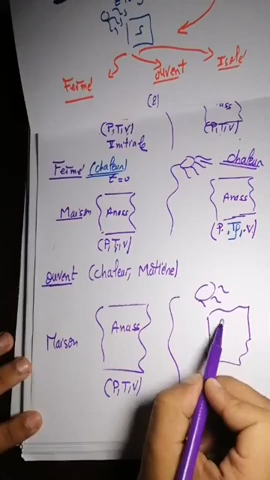 S
Fermé ouvert Isolé
(P,T,V) (P,T,V)
Initiale
Fermé (chaleur) chaleur
t=0
Maison Anass Anass
(P,T,V)
ouvert (chaleur, Matière)
Maison Anass
(P,T,V)